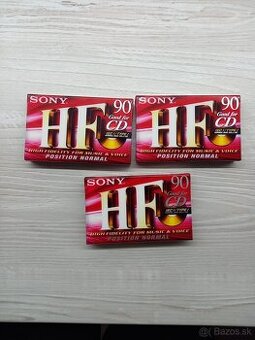 SONY
HF 90
Good for CD
HIGH FIDELITY FOR MUSIC & VOICE
POSITION NORMAL
SONY
HF 90
Good for CD
HIGH FIDELITY FOR MUSIC & VOICE
POSITION NORMAL
SONY
HF 90
Good for CD
HIGH FIDELITY FOR MUSIC & VOICE
POSITION NORMAL
Bazos.sk